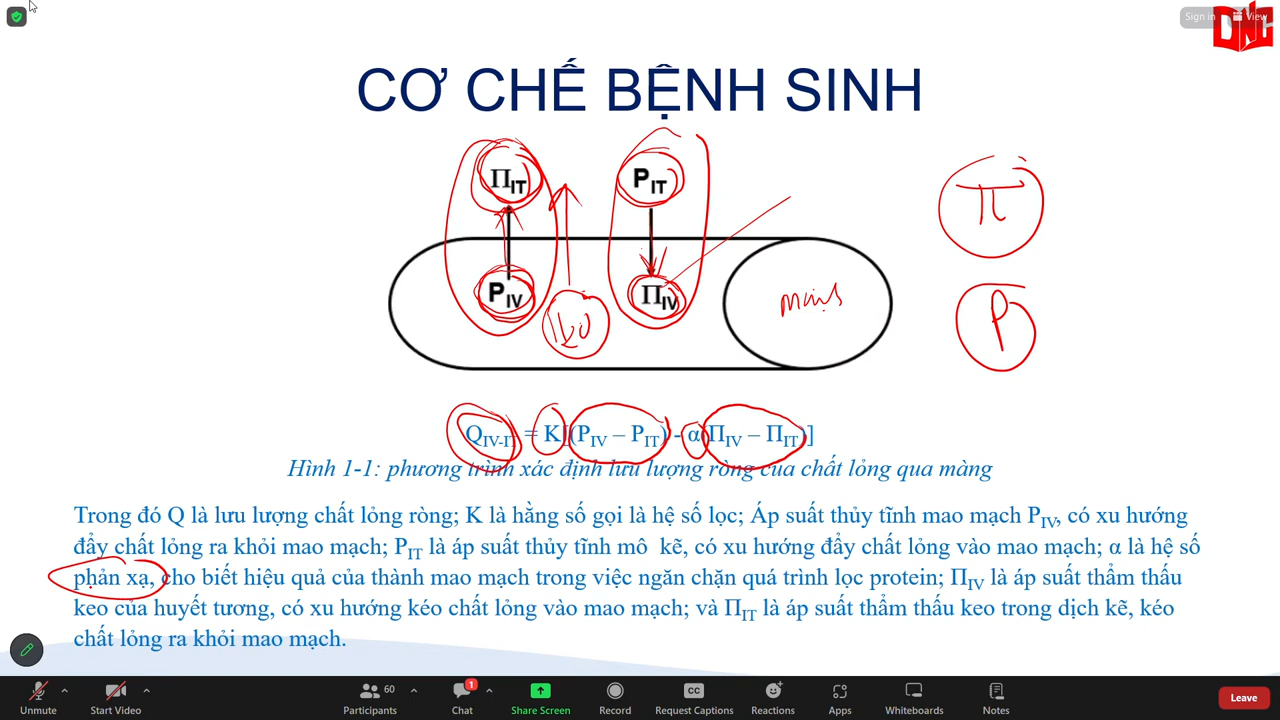 Sign in View
DNC
CƠ CHẾ BỆNH SINH
Π_IT P_IT
π
P_IV Π_IV
mạch
P
Q_IV-IT = K[(P_IV – P_IT) - α(Π_IV – Π_IT)]
Hình 1-1: phương trình xác định lưu lượng ròng của chất lỏng qua màng
Trong đó Q là lưu lượng chất lỏng ròng; K là hằng số gọi là hệ số lọc; Áp suất thủy tĩnh mao mạch P_IV, có xu hướng
đẩy chất lỏng ra khỏi mao mạch; P_IT là áp suất thủy tĩnh mô kẽ, có xu hướng đẩy chất lỏng vào mao mạch; α là hệ số
phản xạ, cho biết hiệu quả của thành mao mạch trong việc ngăn chặn quá trình lọc protein; Π_IV là áp suất thẩm thấu
keo của huyết tương, có xu hướng kéo chất lỏng vào mao mạch; và Π_IT là áp suất thẩm thấu keo trong dịch kẽ, kéo
chất lỏng ra khỏi mao mạch.
60 1 CC
Unmute Start Video Participants Chat Share Screen Record Request Captions Reactions Apps Whiteboards Notes Leave